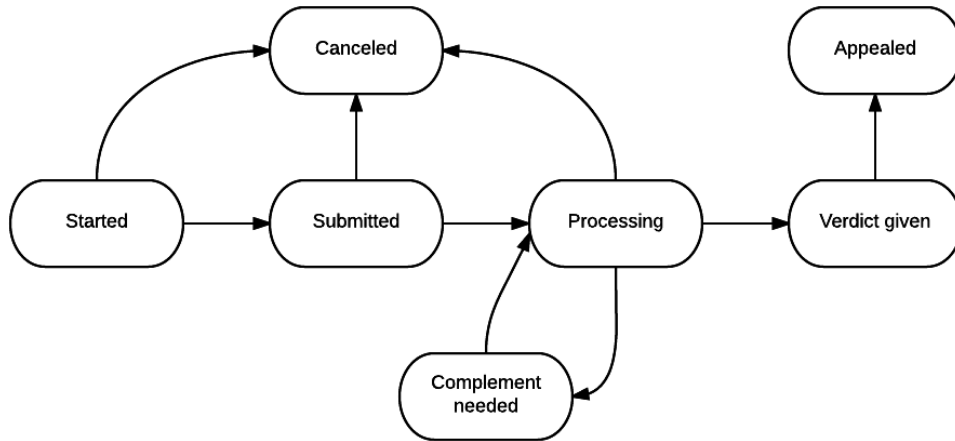 Canceled
Appealed
Started
Submitted
Processing
Verdict given
Complement
needed